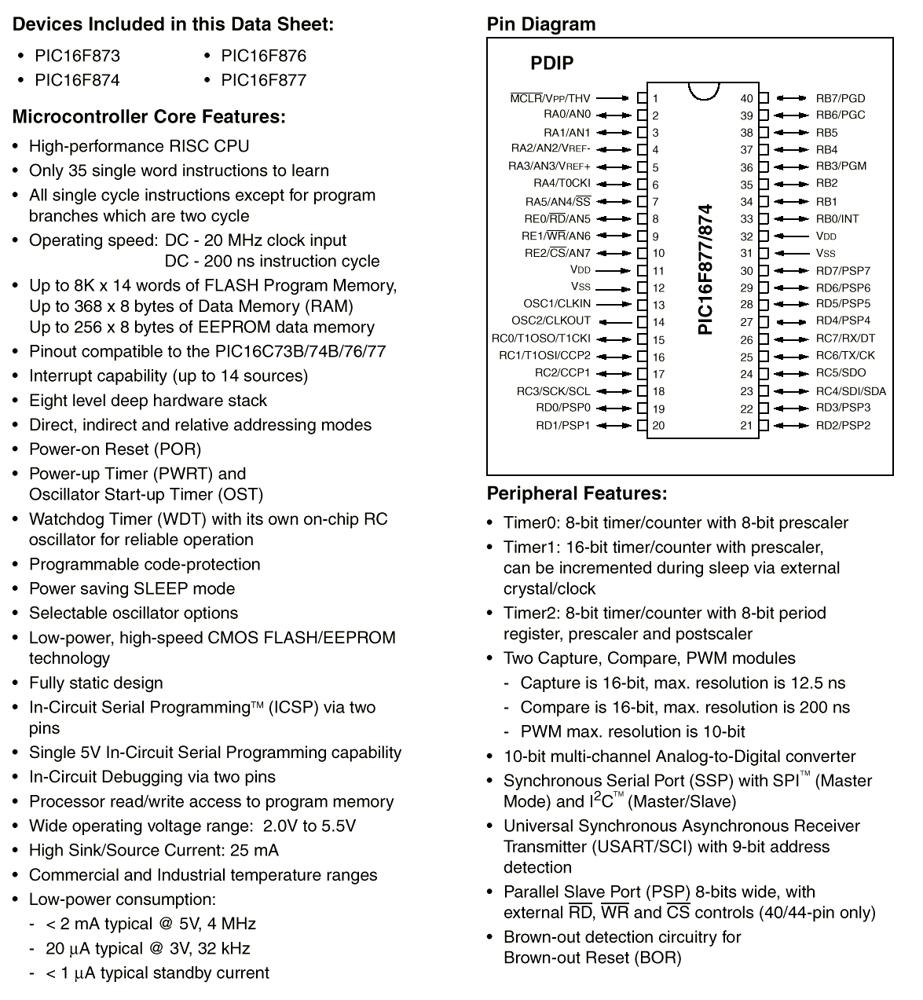 Devices Included in this Data Sheet:
• PIC16F873 • PIC16F876
• PIC16F874 • PIC16F877
Microcontroller Core Features:
• High-performance RISC CPU
• Only 35 single word instructions to learn
• All single cycle instructions except for program
branches which are two cycle
• Operating speed: DC - 20 MHz clock input
DC - 200 ns instruction cycle
• Up to 8K x 14 words of FLASH Program Memory,
Up to 368 x 8 bytes of Data Memory (RAM)
Up to 256 x 8 bytes of EEPROM data memory
• Pinout compatible to the PIC16C73B/74B/76/77
• Interrupt capability (up to 14 sources)
• Eight level deep hardware stack
• Direct, indirect and relative addressing modes
• Power-on Reset (POR)
• Power-up Timer (PWRT) and
Oscillator Start-up Timer (OST)
• Watchdog Timer (WDT) with its own on-chip RC
oscillator for reliable operation
• Programmable code-protection
• Power saving SLEEP mode
• Selectable oscillator options
• Low-power, high-speed CMOS FLASH/EEPROM
technology
• Fully static design
• In-Circuit Serial Programming™ (ICSP) via two
pins
• Single 5V In-Circuit Serial Programming capability
• In-Circuit Debugging via two pins
• Processor read/write access to program memory
• Wide operating voltage range: 2.0V to 5.5V
• High Sink/Source Current: 25 mA
• Commercial and Industrial temperature ranges
• Low-power consumption:
- < 2 mA typical @ 5V, 4 MHz
- 20 µA typical @ 3V, 32 kHz
- < 1 µA typical standby current
Pin Diagram
PDIP
MCLR/VPP/THV 1 40 RB7/PGD
RA0/AN0 2 39 RB6/PGC
RA1/AN1 3 38 RB5
RA2/AN2/VREF- 4 37 RB4
RA3/AN3/VREF+ 5 36 RB3/PGM
RA4/T0CKI 6 35 RB2
RA5/AN4/SS 7 34 RB1
RE0/RD/AN5 8 33 RB0/INT
RE1/WR/AN6 9 32 VDD
RE2/CS/AN7 10 31 VSS
VDD 11 30 RD7/PSP7
VSS 12 29 RD6/PSP6
OSC1/CLKIN 13 28 RD5/PSP5
OSC2/CLKOUT 14 27 RD4/PSP4
RC0/T1OSO/T1CKI 15 26 RC7/RX/DT
RC1/T1OSI/CCP2 16 25 RC6/TX/CK
RC2/CCP1 17 24 RC5/SDO
RC3/SCK/SCL 18 23 RC4/SDI/SDA
RD0/PSP0 19 22 RD3/PSP3
RD1/PSP1 20 21 RD2/PSP2
PIC16F877/874
Peripheral Features:
• Timer0: 8-bit timer/counter with 8-bit prescaler
• Timer1: 16-bit timer/counter with prescaler,
can be incremented during sleep via external
crystal/clock
• Timer2: 8-bit timer/counter with 8-bit period
register, prescaler and postscaler
• Two Capture, Compare, PWM modules
- Capture is 16-bit, max. resolution is 12.5 ns
- Compare is 16-bit, max. resolution is 200 ns
- PWM max. resolution is 10-bit
• 10-bit multi-channel Analog-to-Digital converter
• Synchronous Serial Port (SSP) with SPI™ (Master
Mode) and I²C™ (Master/Slave)
• Universal Synchronous Asynchronous Receiver
Transmitter (USART/SCI) with 9-bit address
detection
• Parallel Slave Port (PSP) 8-bits wide, with
external RD, WR and CS controls (40/44-pin only)
• Brown-out detection circuitry for
Brown-out Reset (BOR)